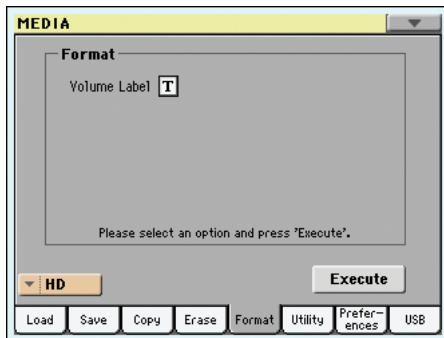 MEDIA
Format
Volume Label T
Please select an option and press 'Execute'.
HD
Execute
Load Save Copy Erase Format Utility Prefer-
ences USB